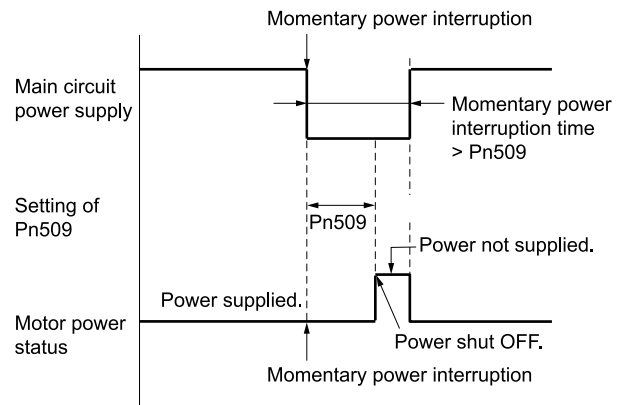 Momentary power interruption
Main circuit
power supply
Momentary power
interruption time
> Pn509
Setting of
Pn509
Pn509
Power not supplied.
Power supplied.
Motor power
status
Power shut OFF.
Momentary power interruption